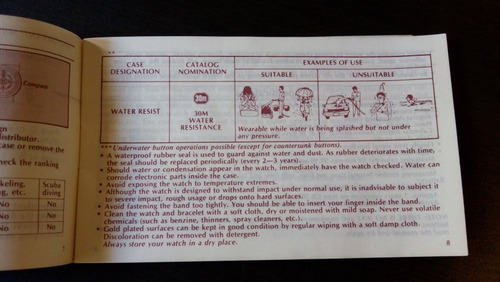 Compass
gn
distributor.
case or remove the
heck the ranking
keling, Scuba
ng, etc. diving
No No
No No
No No
7
**
CASE DESIGNATION CATALOG NOMINATION EXAMPLES OF USE
SUITABLE UNSUITABLE
WATER RESIST 30m
30M WATER RESISTANCE
Wearable while water is being splashed but not under
any pressure.
***Underwater button operations possible (except for countersunk buttons).
• A waterproof rubber seal is used to guard against water and dust. As rubber deteriorates with time,
the seal should be replaced periodically (every 2—3 years).
• Should water or condensation appear in the watch, immediately have the watch checked. Water can
corrode electronic parts inside the case.
• Avoid exposing the watch to temperature extremes.
• Although the watch is designed to withstand impact under normal use, it is inadvisable to subject it
to severe impact, rough usage or drops onto hard surfaces.
• Avoid fastening the band too tightly. You should be able to insert your finger inside the band.
• Clean the watch and bracelet with a soft cloth, dry or moistened with mild soap. Never use volatile
chemicals (such as benzine, thinners, spray cleaners, etc.).
• Gold plated surfaces can be kept in good condition by regular wiping with a soft damp cloth.
Discoloration can be removed with detergent.
Always store your watch in a dry place.
8